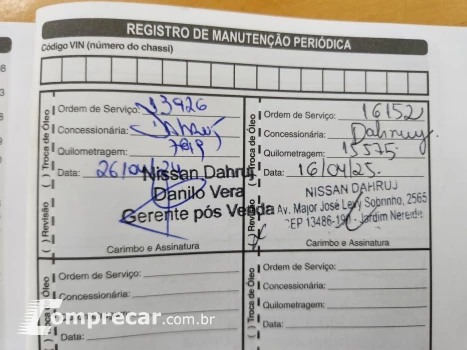 REGISTRO DE MANUTENÇÃO PERIÓDICA
Código VIN (número do chassi)
( ) Revisão ( ) Troca de Óleo
Ordem de Serviço: 13926
Concessionária:
Quilometragem:
Data: 26/04/24
Nissan Dahruj
Danilo Vera
Gerente pós Venda
Carimbo e Assinatura
( ) Revisão ( ) Troca de Óleo
Ordem de Serviço: 16152
Concessionária: Dahruj
Quilometragem: 15575
Data: 16/04/25
NISSAN DAHRUJ
Av. Major José Levy Sobrinho, 2565
CEP 13486-190 - Jardim
Carimbo e Assinatura
Troca de Óleo
Ordem de Serviço:
Concessionária:
Quilometragem:
Data:
( ) Troca de Óleo
Ordem de Serviço:
Concessionária:
Quilometragem:
Data:
Comprecar.com.br